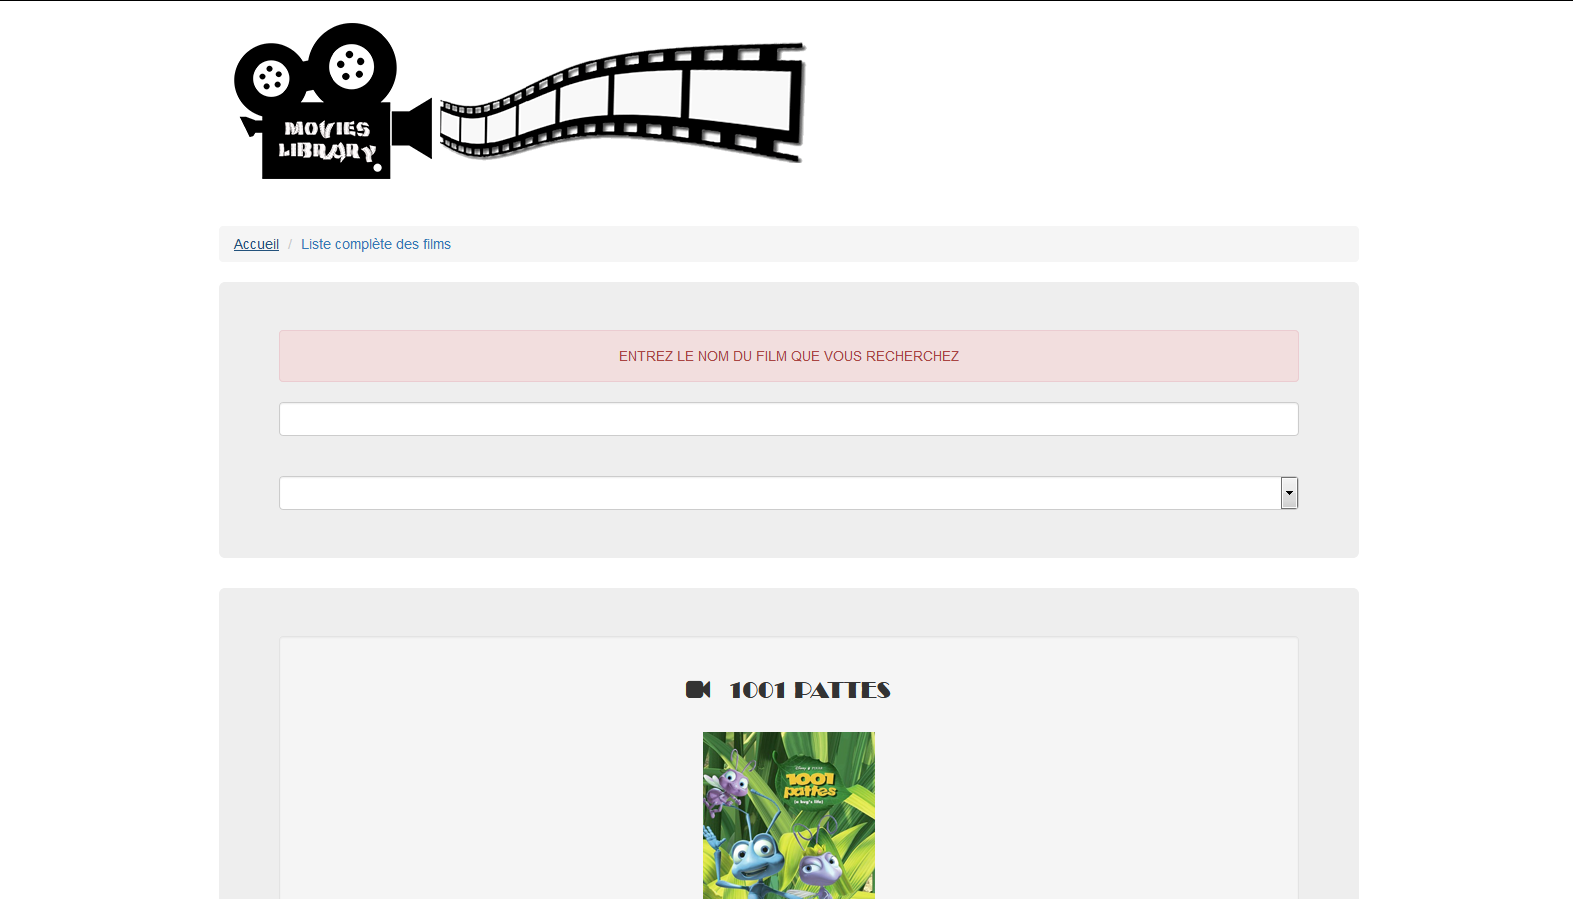 MOVIES
LIBRARY
Accueil / Liste complète des films
ENTREZ LE NOM DU FILM QUE VOUS RECHERCHEZ
1001 PATTES
DISNEY PIXAR
1001
pattes
(a bug's life)